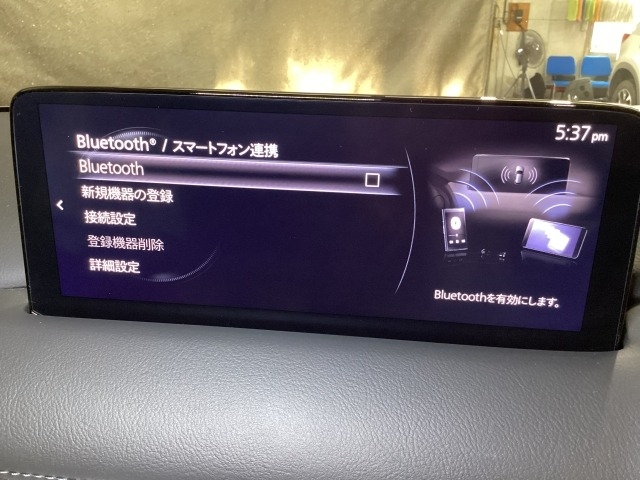 5:37pm
Bluetooth® / スマートフォン連携
Bluetooth
新規機器の登録
接続設定
登録機器削除
詳細設定
Bluetoothを有効にします。